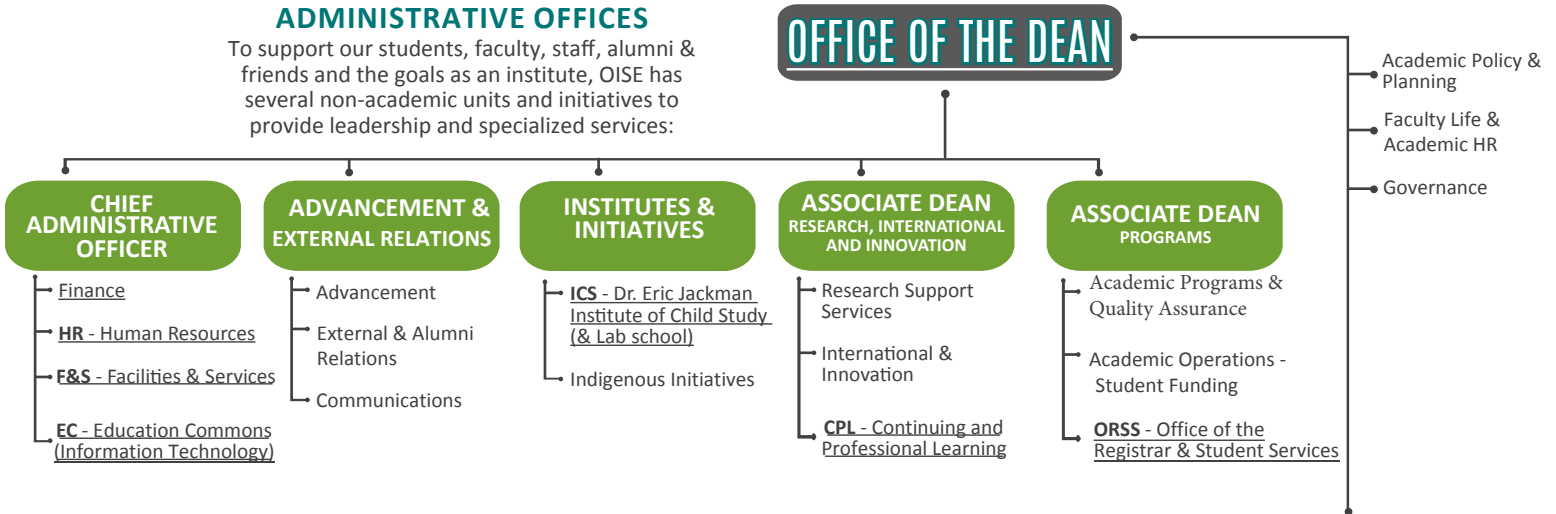 ADMINISTRATIVE OFFICES
To support our students, faculty, staff, alumni &
friends and the goals as an institute, OISE has
several non-academic units and initiatives to
provide leadership and specialized services:
OFFICE OF THE DEAN
Academic Policy &
Planning
Faculty Life &
Academic HR
Governance
CHIEF
ADMINISTRATIVE
OFFICER
Finance
HR - Human Resources
F&S - Facilities & Services
EC - Education Commons
(Information Technology)
ADVANCEMENT &
EXTERNAL RELATIONS
Advancement
External & Alumni
Relations
Communications
INSTITUTES &
INITIATIVES
ICS - Dr. Eric Jackman
Institute of Child Study
(& Lab school)
Indigenous Initiatives
ASSOCIATE DEAN
RESEARCH, INTERNATIONAL
AND INNOVATION
Research Support
Services
International &
Innovation
CPL - Continuing and
Professional Learning
ASSOCIATE DEAN
PROGRAMS
Academic Programs &
Quality Assurance
Academic Operations -
Student Funding
ORSS - Office of the
Registrar & Student Services